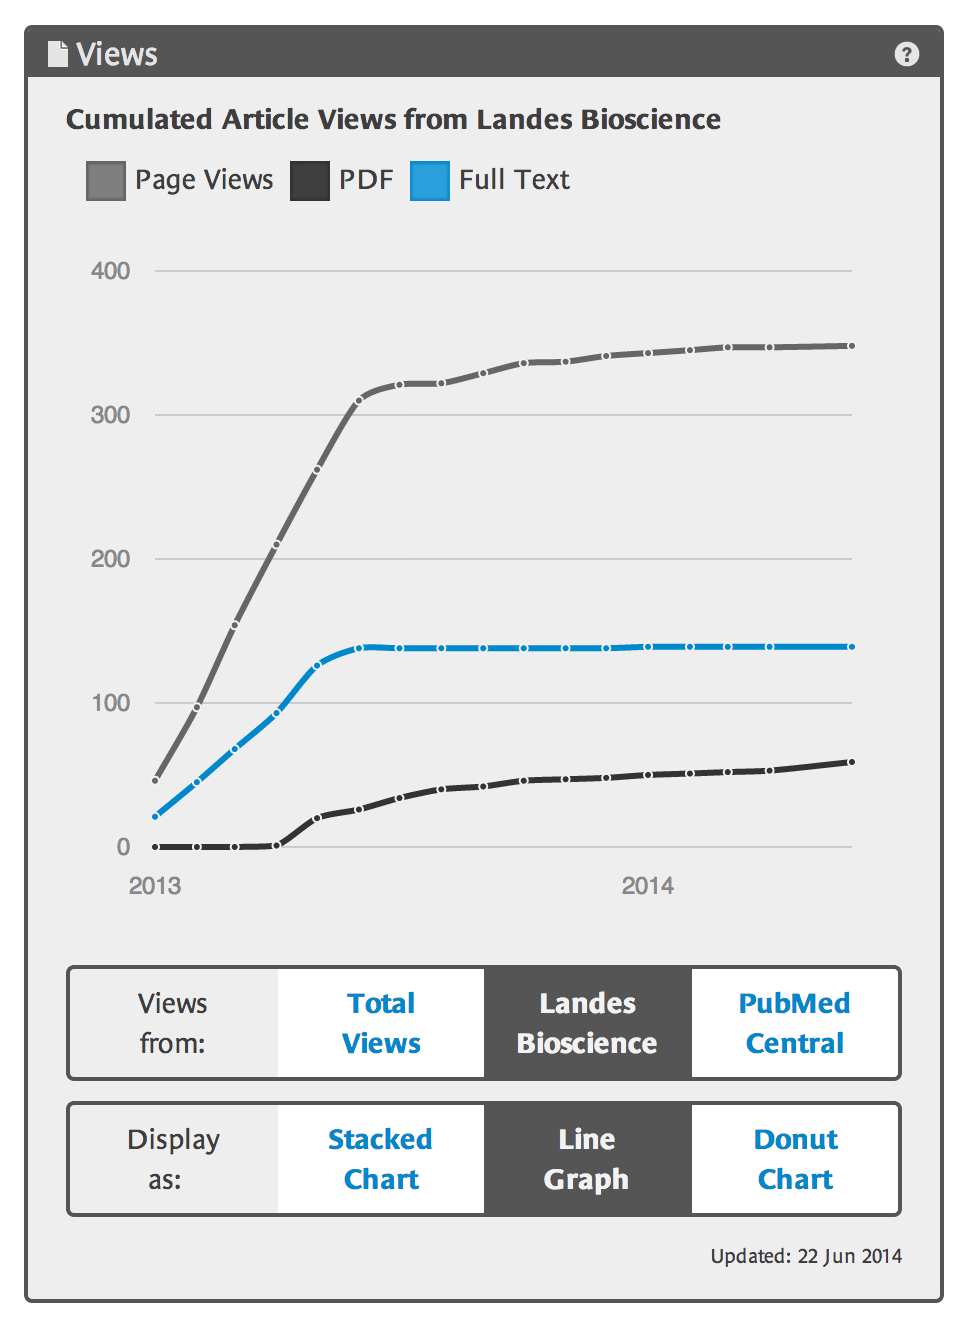 Views
?
Cumulated Article Views from Landes Bioscience
Page Views PDF Full Text
400
300
200
100
0
2013 2014
Views from: Total Views Landes Bioscience PubMed Central
Display as: Stacked Chart Line Graph Donut Chart
Updated: 22 Jun 2014